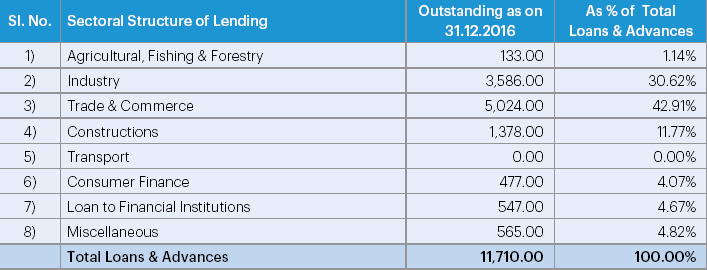 Sl. No. Sectoral Structure of Lending Outstanding as on 31.12.2016 As % of Total Loans & Advances
1) Agricultural, Fishing & Forestry 133.00 1.14%
2) Industry 3,586.00 30.62%
3) Trade & Commerce 5,024.00 42.91%
4) Constructions 1,378.00 11.77%
5) Transport 0.00 0.00%
6) Consumer Finance 477.00 4.07%
7) Loan to Financial Institutions 547.00 4.67%
8) Miscellaneous 565.00 4.82%
Total Loans & Advances 11,710.00 100.00%